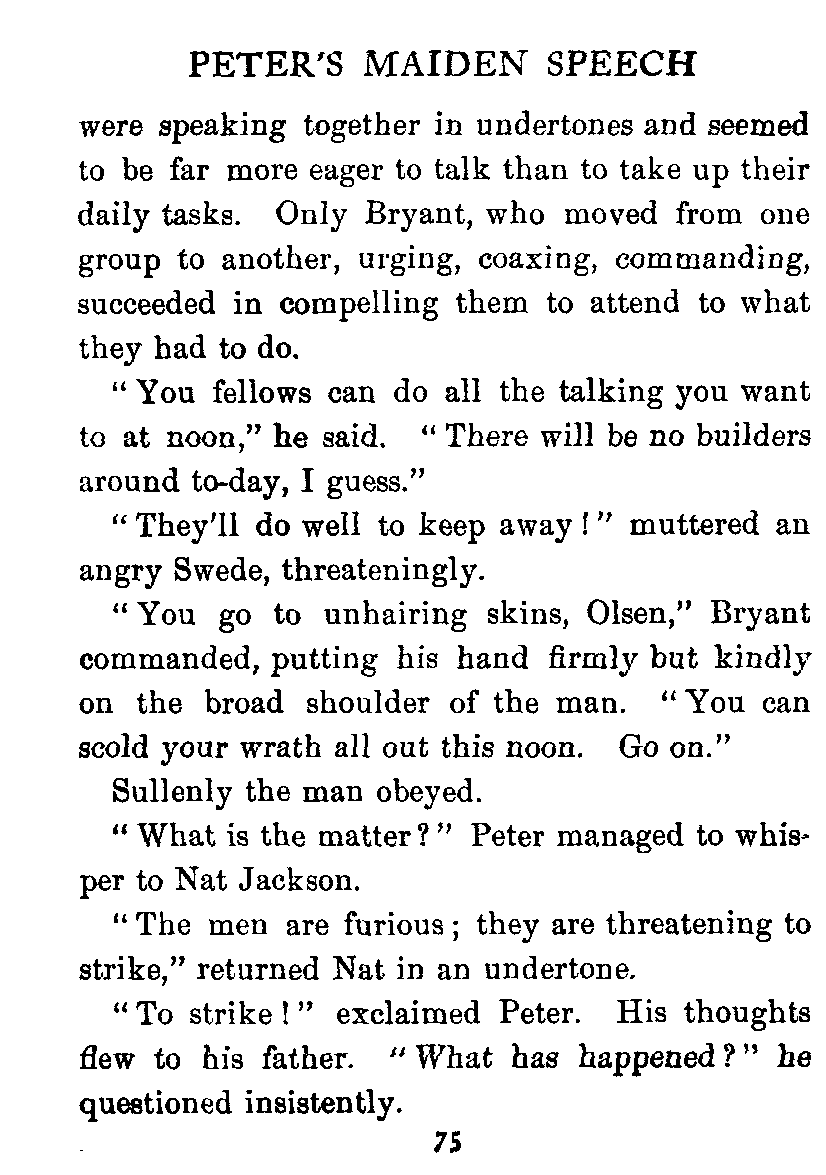 PETER'S MAIDEN SPEECH
were speaking together in undertones and seemed
to be far more eager to talk than to take up their
daily tasks. Only Bryant, who moved from one
group to another, urging, coaxing, commanding,
succeeded in compelling them to attend to what
they had to do.
“ You fellows can do all the talking you want
to at noon,” he said. “ There will be no builders
around to-day, I guess.”
“ They'll do well to keep away ! ” muttered an
angry Swede, threateningly.
“ You go to unhairing skins, Olsen,” Bryant
commanded, putting his hand firmly but kindly
on the broad shoulder of the man. “ You can
scold your wrath all out this noon. Go on.”
Sullenly the man obeyed.
“ What is the matter ? ” Peter managed to whis-
per to Nat Jackson.
“ The men are furious ; they are threatening to
strike,” returned Nat in an undertone.
“ To strike ! ” exclaimed Peter. His thoughts
flew to his father. “ What has happened ? ” he
questioned insistently.
75